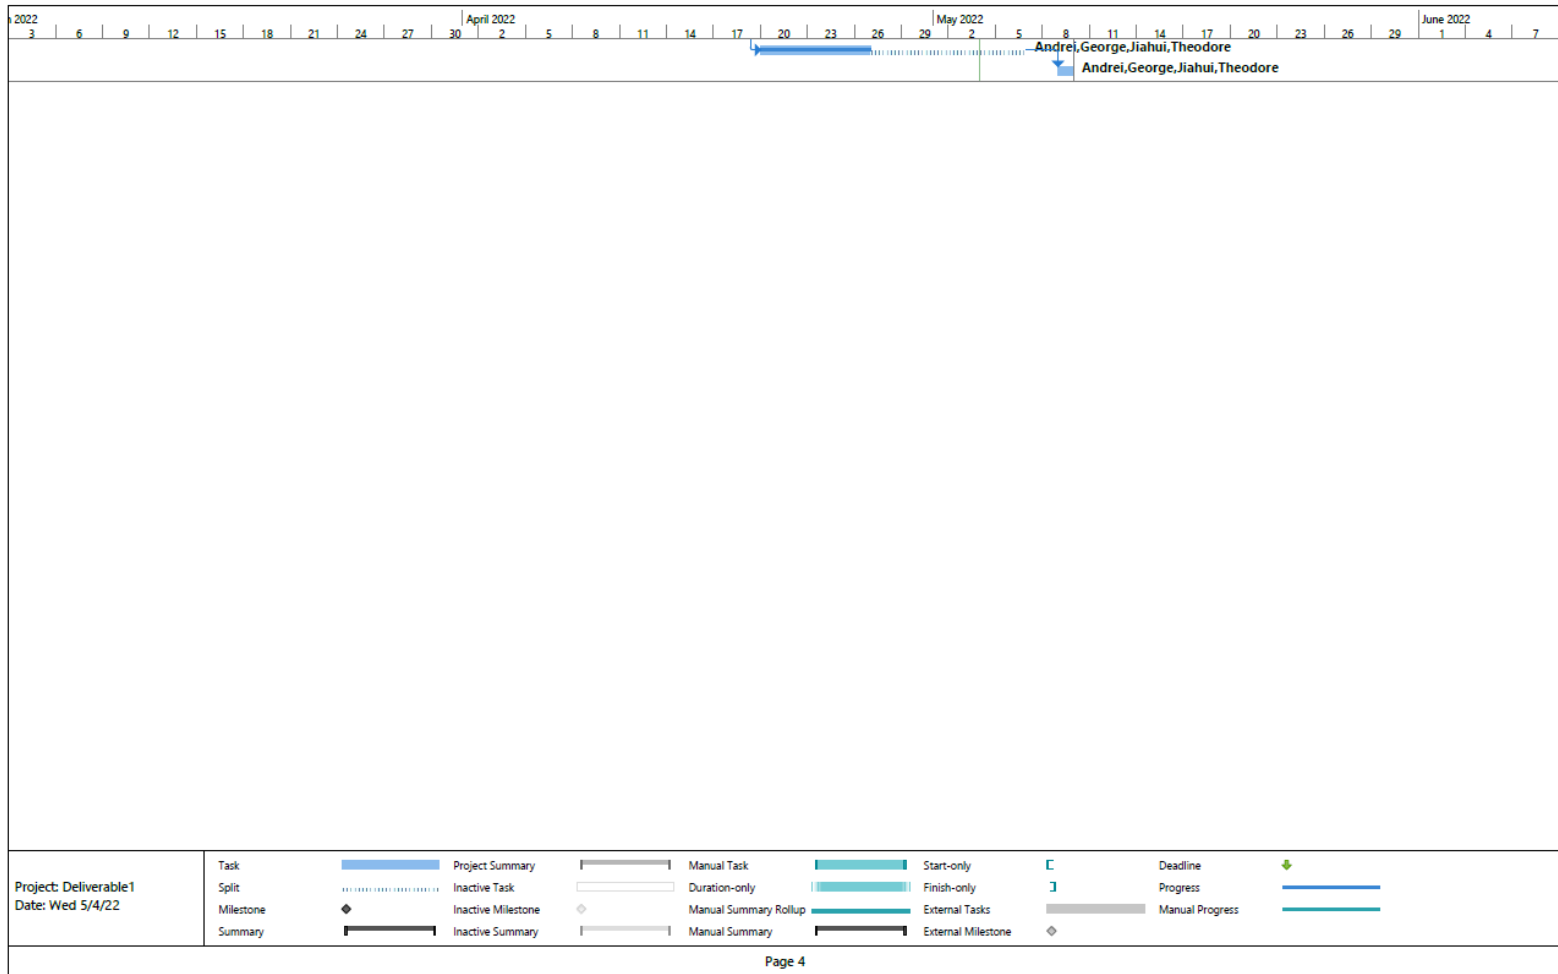 2022 April 2022 May 2022 June 2022
3 6 9 12 15 18 21 24 27 30 2 5 8 11 14 17 20 23 26 29 2 5 8 11 14 17 20 23 26 29 1 4 7
Andrei,George,Jiahui,Theodore
Andrei,George,Jiahui,Theodore
Project: Deliverable1
Date: Wed 5/4/22
Task Project Summary Manual Task Start-only Deadline
Split Inactive Task Duration-only Finish-only Progress
Milestone Inactive Milestone Manual Summary Rollup External Tasks Manual Progress
Summary Inactive Summary Manual Summary External Milestone
Page 4